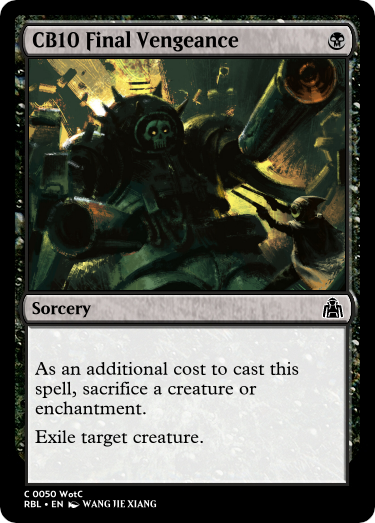 CB10 Final Vengeance
Sorcery
As an additional cost to cast this
spell, sacrifice a creature or
enchantment.
Exile target creature.
C 0050 WotC
RBL • EN WANG JIE XIANG